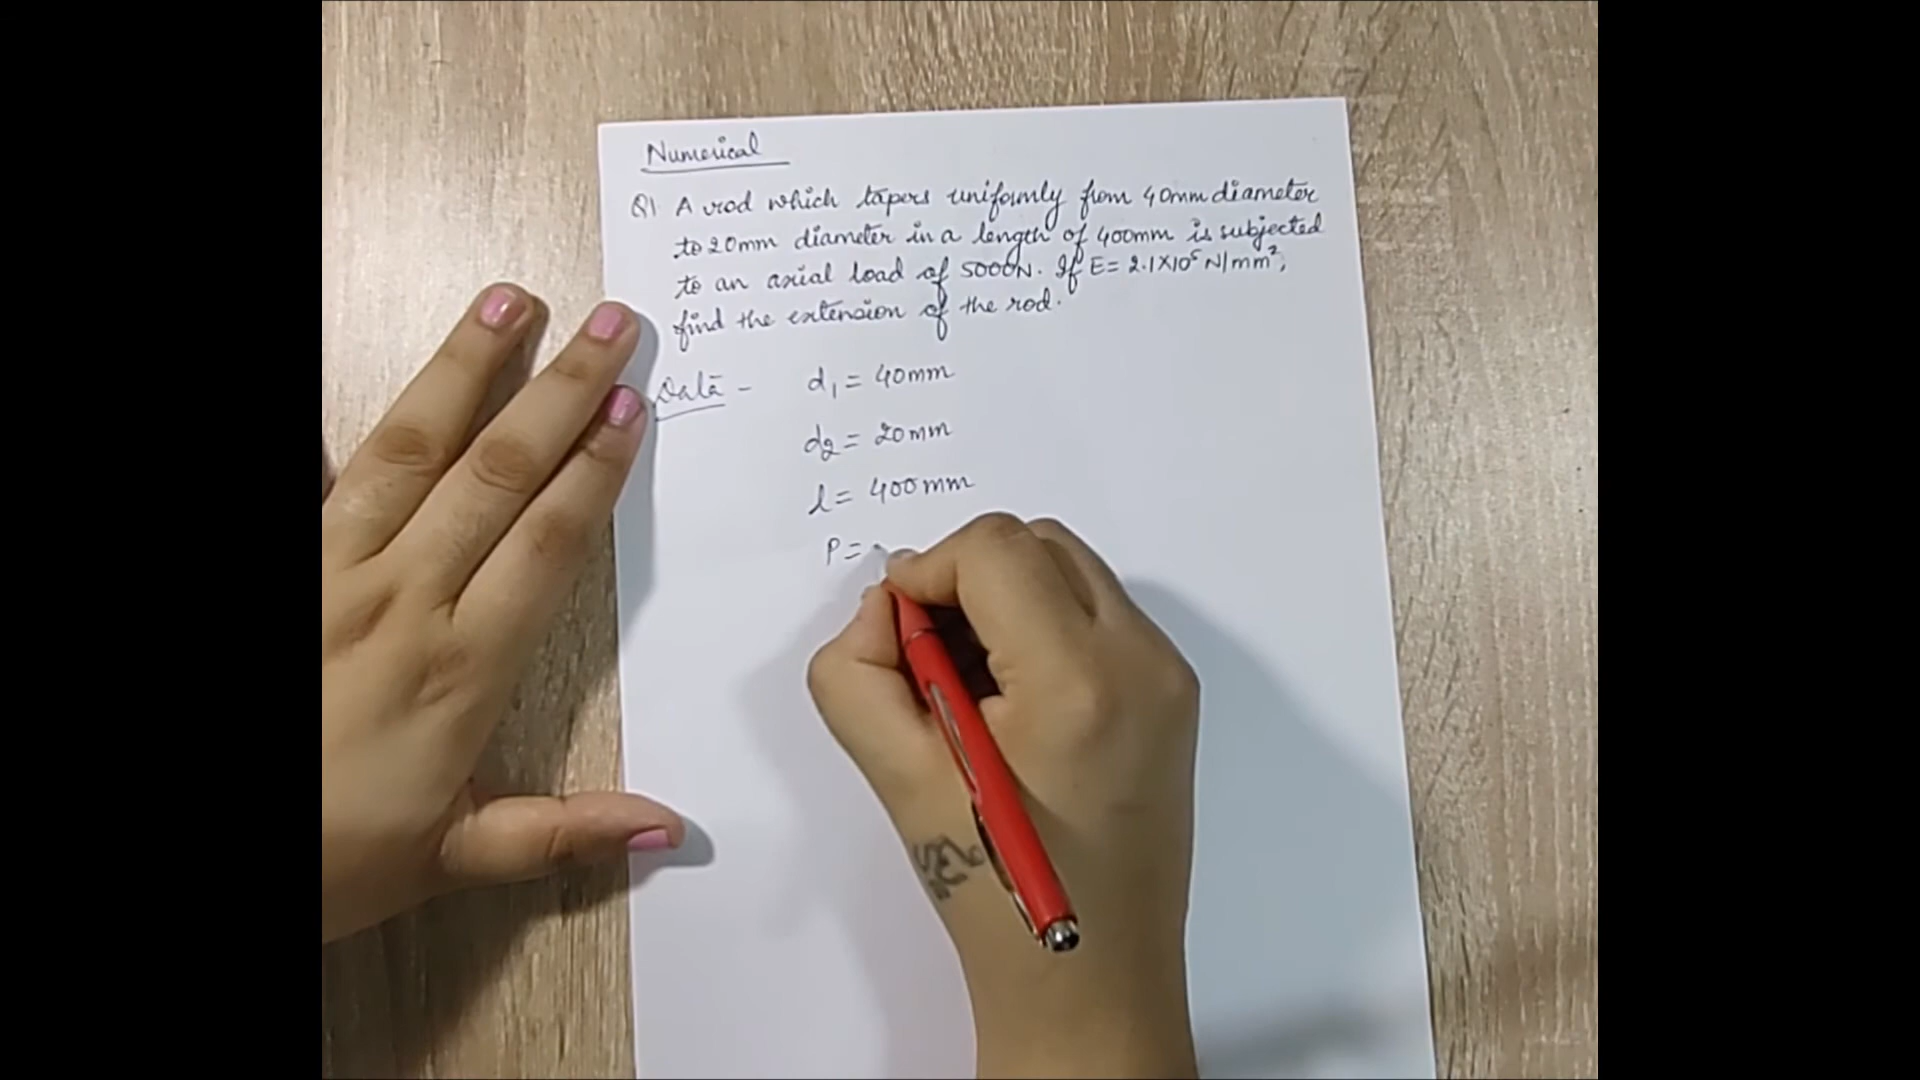 Numerical
Q1 A rod which tapers uniformly from 40mm diameter
to 20mm diameter in a length of 400mm is subjected
to an axial load of 5000N. If E = 2.1X10⁵ N/mm²,
find the extension of the rod.
Data - d₁ = 40mm
d₂ = 20mm
l = 400mm
P =
ॐ